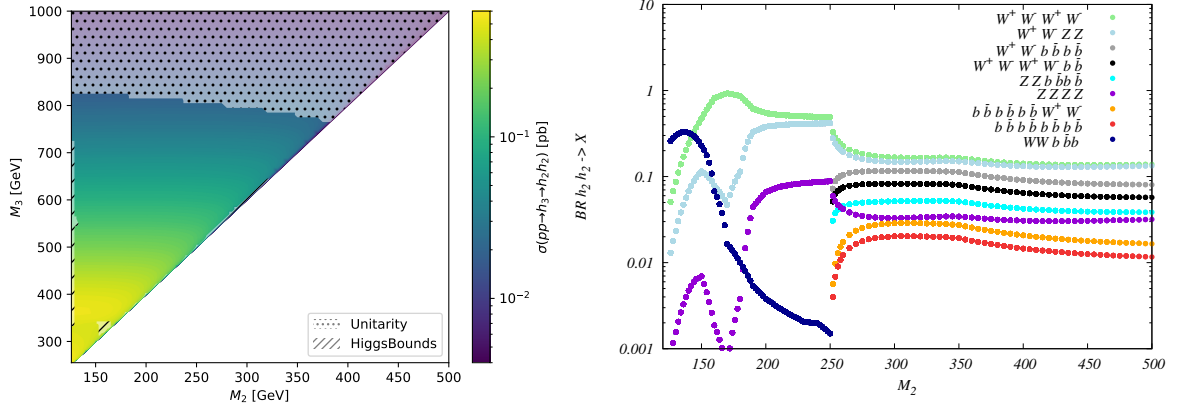 1000
900
800
700
600
500
400
300
M₃ [GeV]
150 200 250 300 350 400 450 500
M₂ [GeV]
Unitarity
HiggsBounds
10⁻¹
10⁻²
σ(pp→h₃→h₂h₂) [pb]
10
1
0.1
0.01
0.001
BR h₂ h₂ -> X
W⁺ W⁻ W⁺ W⁻
W⁺ W⁻ Z Z
W⁺ W⁻ b b̄ b b̄
W⁺ W⁻ W⁺ W⁻ b b̄
Z Z b b̄ b b̄
Z Z Z Z
b b̄ b b̄ b b̄ W⁺ W⁻
b b̄ b b̄ b b̄ b b̄
WW b b̄ b
150 200 250 300 350 400 450 500
M₂